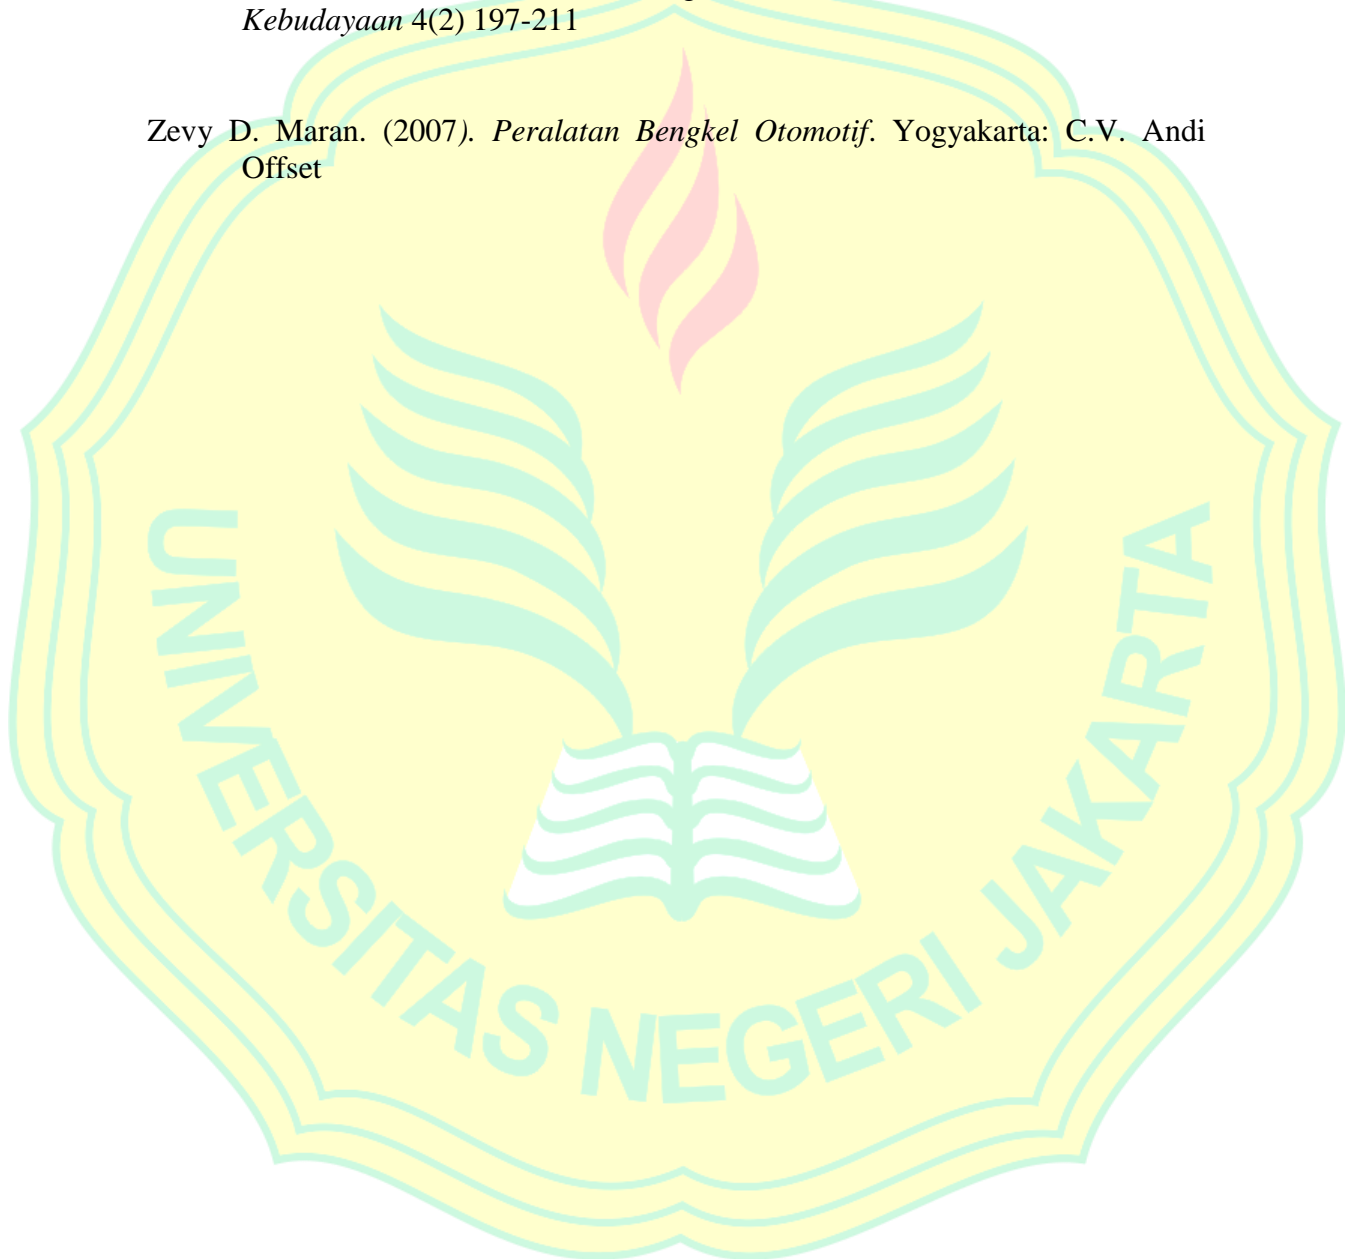 Kebudayaan 4(2) 197-211
Zevy D. Maran. (2007). Peralatan Bengkel Otomotif. Yogyakarta: C.V. Andi
Offset
UNIVERSITAS NEGERI JAKARTA